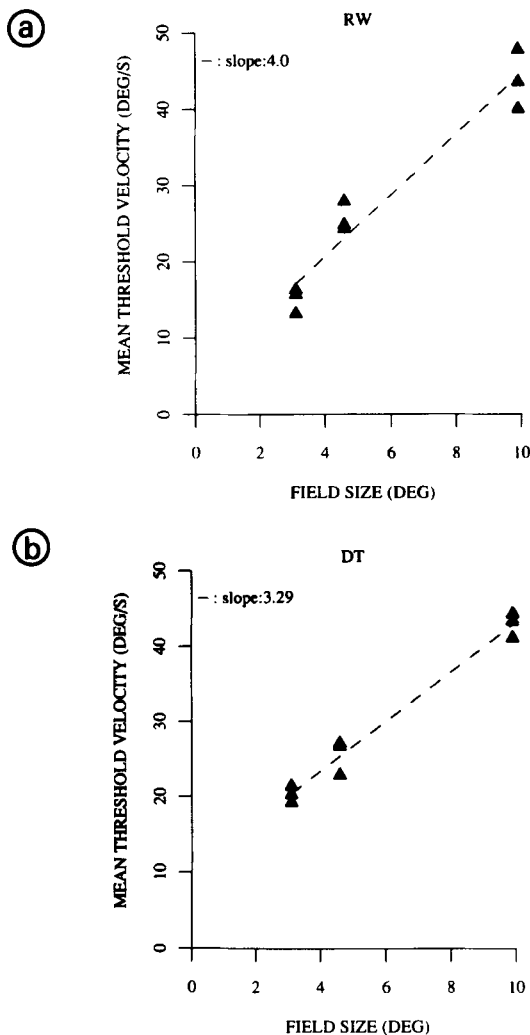 a
RW
– : slope:4.0
MEAN THRESHOLD VELOCITY (DEG/S)
50
40
30
20
10
0
0 2 4 6 8 10
FIELD SIZE (DEG)
b
DT
– : slope:3.29
MEAN THRESHOLD VELOCITY (DEG/S)
50
40
30
20
10
0
0 2 4 6 8 10
FIELD SIZE (DEG)